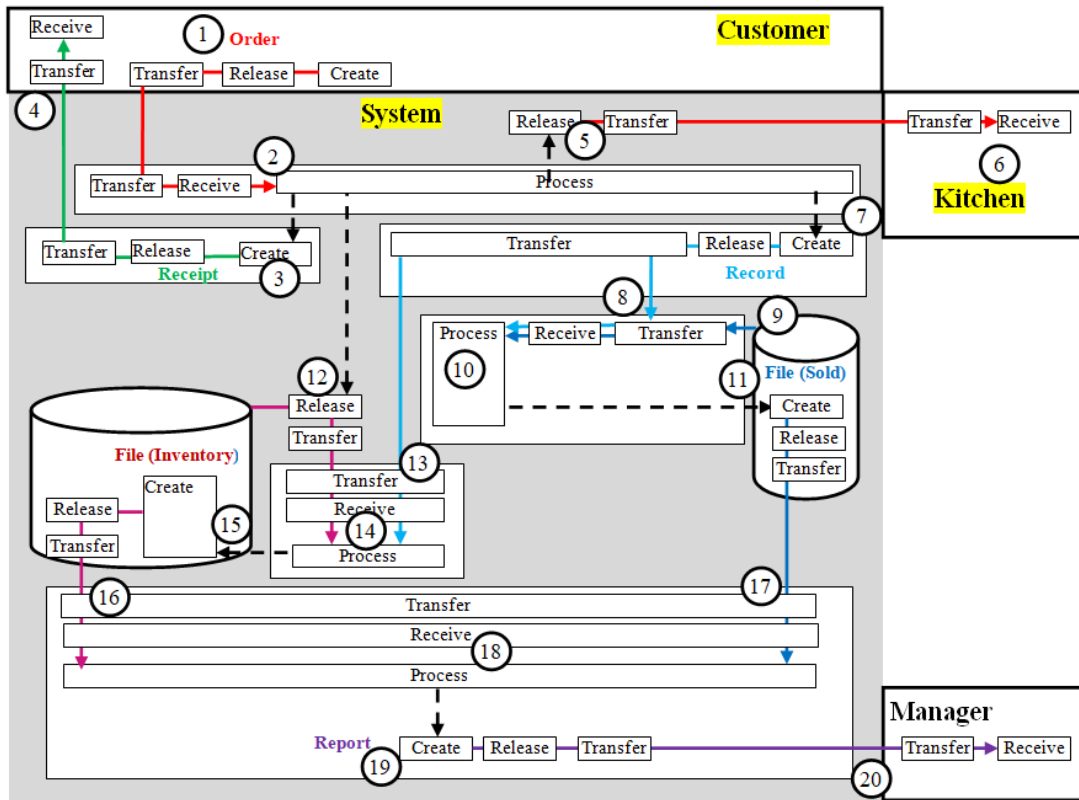 Receive
1
Order
Customer
Transfer
Transfer
Release
Create
4
System
Release
5
Transfer
Transfer
Receive
6
Kitchen
2
Transfer
Receive
Process
7
Transfer
Release
Create
3
Receipt
Transfer
Release
Create
Record
8
9
Process
Receive
Transfer
10
11
File (Sold)
Create
Release
Transfer
12
Release
Transfer
File (Inventory)
13
Create
Release
Transfer
15
Transfer
Receive
14
Process
16
17
Transfer
Receive
18
Process
Manager
Report
Create
Release
Transfer
Transfer
Receive
19
20